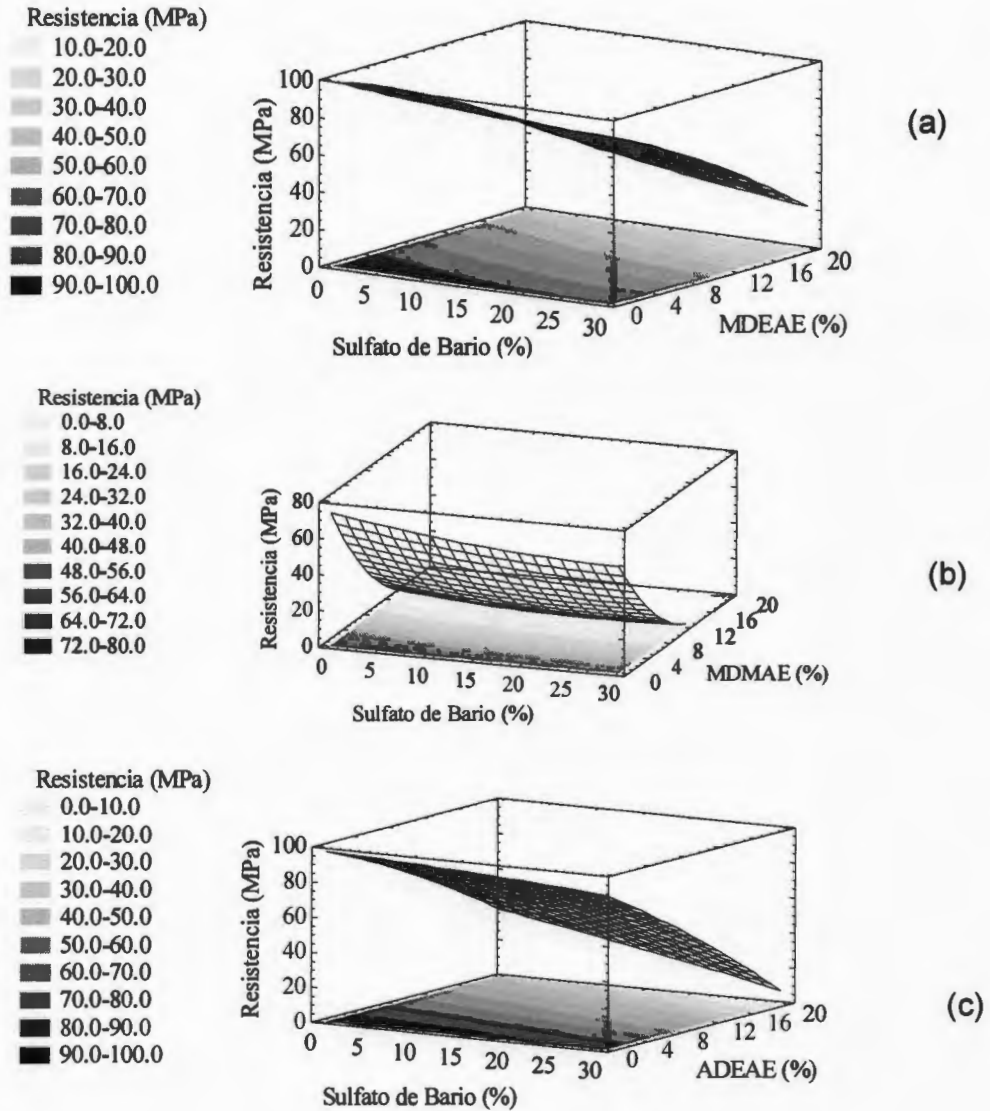 Resistencia (MPa)
10.0-20.0
20.0-30.0
30.0-40.0
40.0-50.0
50.0-60.0
60.0-70.0
70.0-80.0
80.0-90.0
90.0-100.0
Resistencia (MPa)
100
80
60
40
20
0
0 5 10 15 20 25 30
Sulfato de Bario (%)
0 4 8 12 16 20
MDEAE (%)
(a)
Resistencia (MPa)
0.0-8.0
8.0-16.0
16.0-24.0
24.0-32.0
32.0-40.0
40.0-48.0
48.0-56.0
56.0-64.0
64.0-72.0
72.0-80.0
Resistencia (MPa)
80
60
40
20
0
0 5 10 15 20 25 30
Sulfato de Bario (%)
0 4 8 12 16 20
MDMAE (%)
(b)
Resistencia (MPa)
0.0-10.0
10.0-20.0
20.0-30.0
30.0-40.0
40.0-50.0
50.0-60.0
60.0-70.0
70.0-80.0
80.0-90.0
90.0-100.0
Resistencia (MPa)
100
80
60
40
20
0
0 5 10 15 20 25 30
Sulfato de Bario (%)
0 4 8 12 16 20
ADEAE (%)
(c)